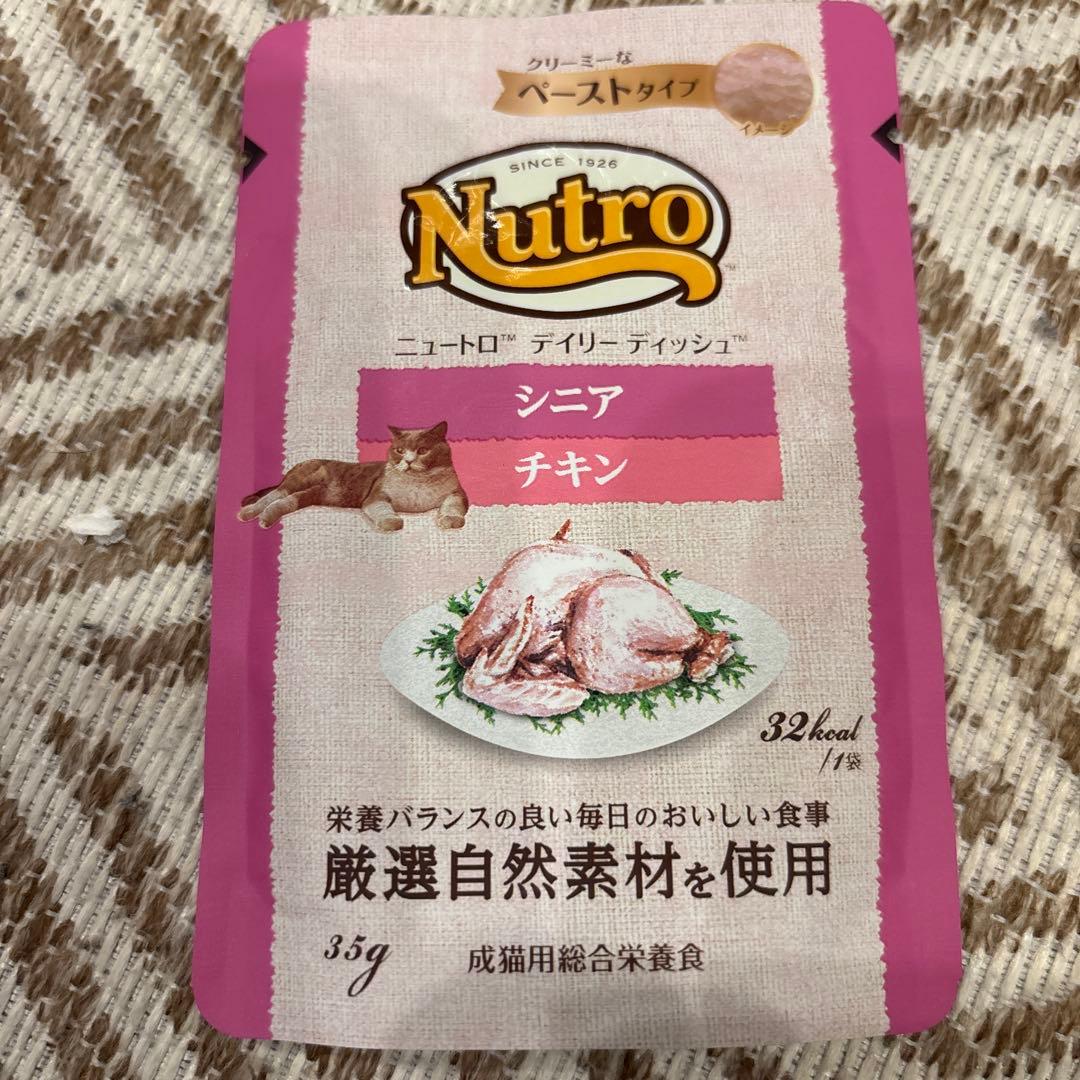 クリーミーな
ペーストタイプ
イメージ
SINCE 1926
Nutro™
ニュートロ™ デイリー ディッシュ™
シニア
チキン
32kcal
/1袋
栄養バランスの良い毎日のおいしい食事
厳選自然素材を使用
35g
成猫用総合栄養食